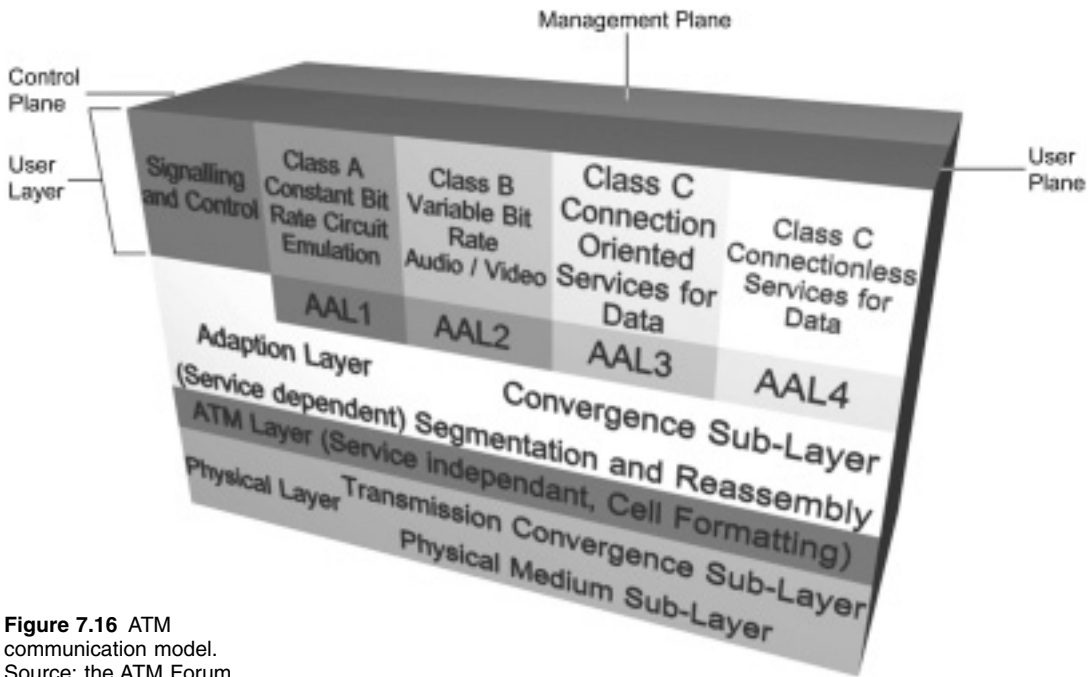 Management Plane
Control
Plane
User
Layer
User
Plane
Signalling
and Control
Class A
Constant Bit
Rate Circuit
Emulation
Class B
Variable Bit
Rate
Audio / Video
Class C
Connection
Oriented
Services for
Data
Class C
Connectionless
Services for
Data
AAL1
AAL2
AAL3
AAL4
Adaption Layer
Convergence Sub-Layer
(Service dependent) Segmentation and Reassembly
ATM Layer (Service independant, Cell Formatting)
Physical Layer
Transmission Convergence Sub-Layer
Physical Medium Sub-Layer
Figure 7.16 ATM
communication model.
Source: the ATM Forum